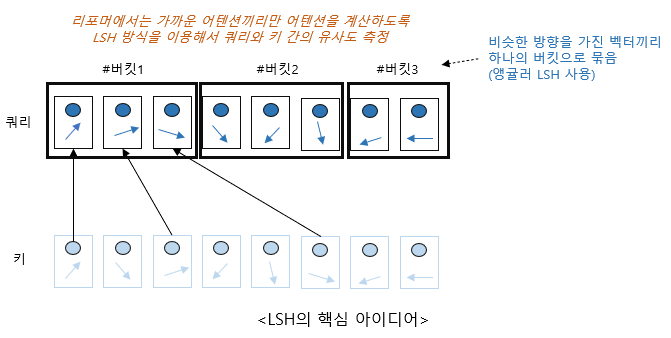 리포머에서는 가까운 어텐션끼리만 어텐션을 계산하도록
LSH 방식을 이용해서 쿼리와 키 간의 유사도 측정
비슷한 방향을 가진 벡터끼리
하나의 버킷으로 묶음
(앵귤러 LSH 사용)
#버킷1 #버킷2 #버킷3
쿼리
키
<LSH의 핵심 아이디어>